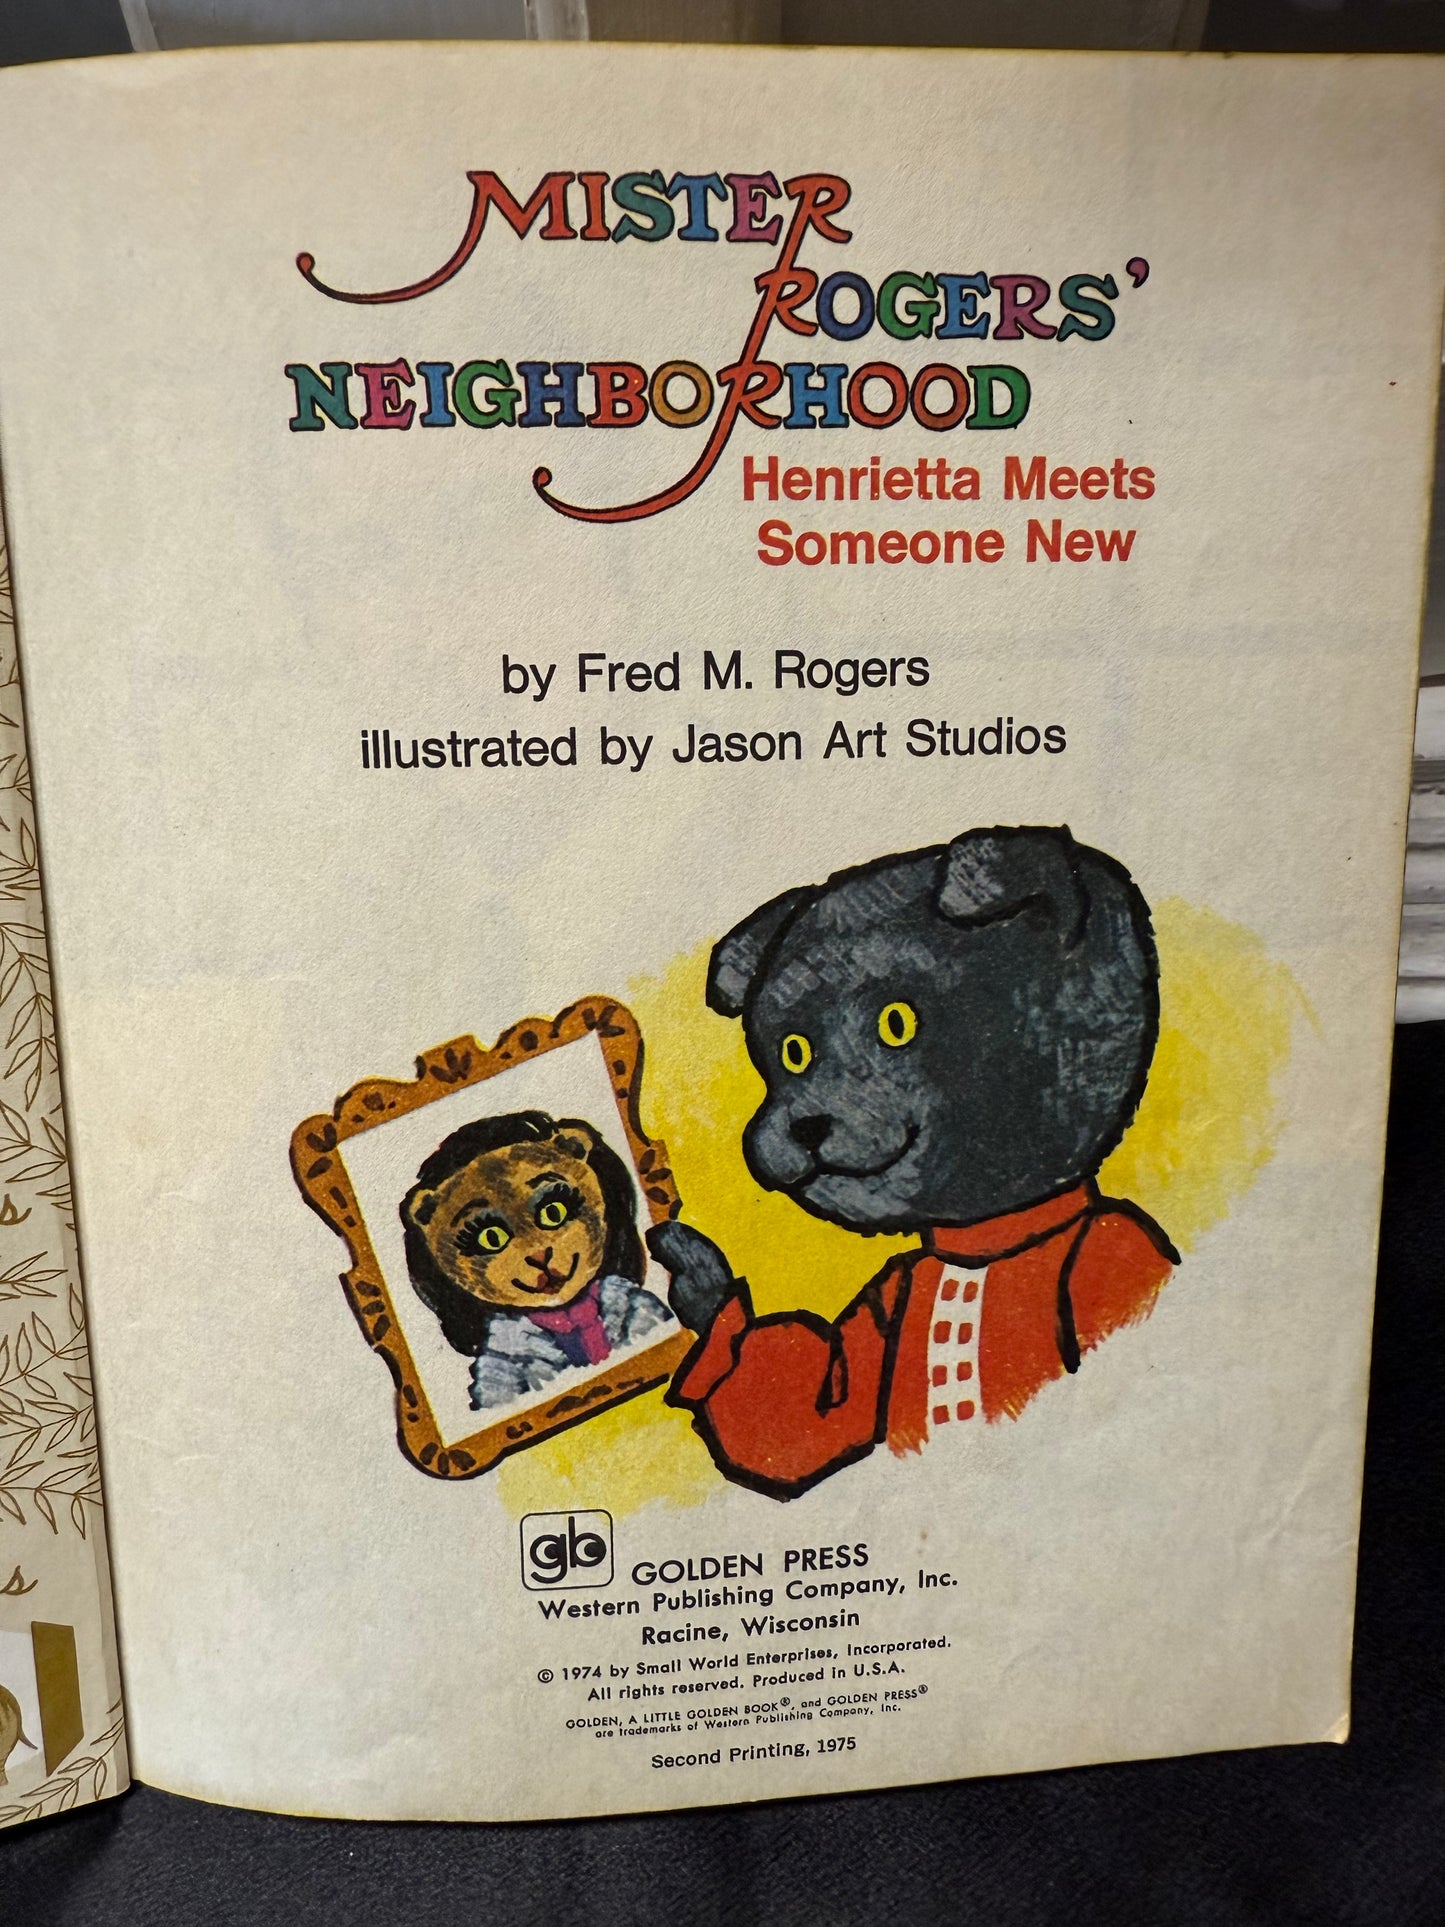 MISTER
ROGERS'
NEIGHBORHOOD
Henrietta Meets
Someone New
by Fred M. Rogers
illustrated by Jason Art Studios
gb
GOLDEN PRESS
Western Publishing Company, Inc.
Racine, Wisconsin
© 1974 by Small World Enterprises, Incorporated.
All rights reserved. Produced in U.S.A.
GOLDEN, A LITTLE GOLDEN BOOK®, and GOLDEN PRESS®
are trademarks of Western Publishing Company, Inc.
Second Printing, 1975